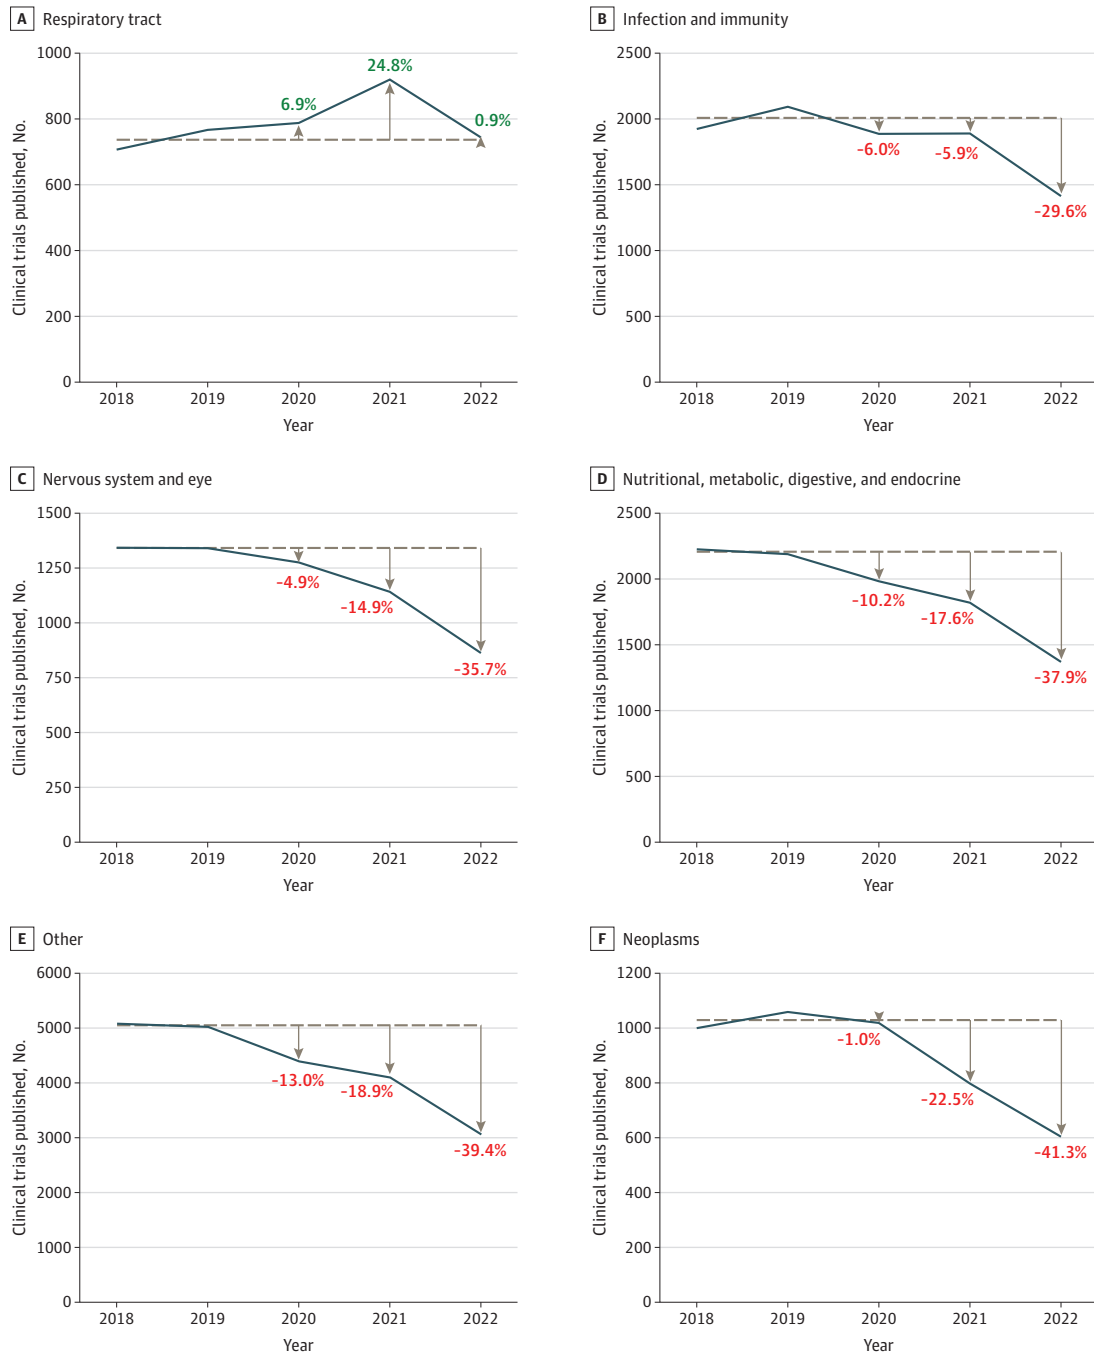 A Respiratory tract
Clinical trials published, No.
1000
800
600
400
200
0
6.9%
24.8%
0.9%
2018 2019 2020 2021 2022
Year
B Infection and immunity
Clinical trials published, No.
2500
2000
1500
1000
500
0
-6.0%
-5.9%
-29.6%
2018 2019 2020 2021 2022
Year
C Nervous system and eye
Clinical trials published, No.
1500
1250
1000
750
500
250
0
-4.9%
-14.9%
-35.7%
2018 2019 2020 2021 2022
Year
D Nutritional, metabolic, digestive, and endocrine
Clinical trials published, No.
2500
2000
1500
1000
500
0
-10.2%
-17.6%
-37.9%
2018 2019 2020 2021 2022
Year
E Other
Clinical trials published, No.
6000
5000
4000
3000
2000
1000
0
-13.0%
-18.9%
-39.4%
2018 2019 2020 2021 2022
Year
F Neoplasms
Clinical trials published, No.
1200
1000
800
600
400
200
0
-1.0%
-22.5%
-41.3%
2018 2019 2020 2021 2022
Year